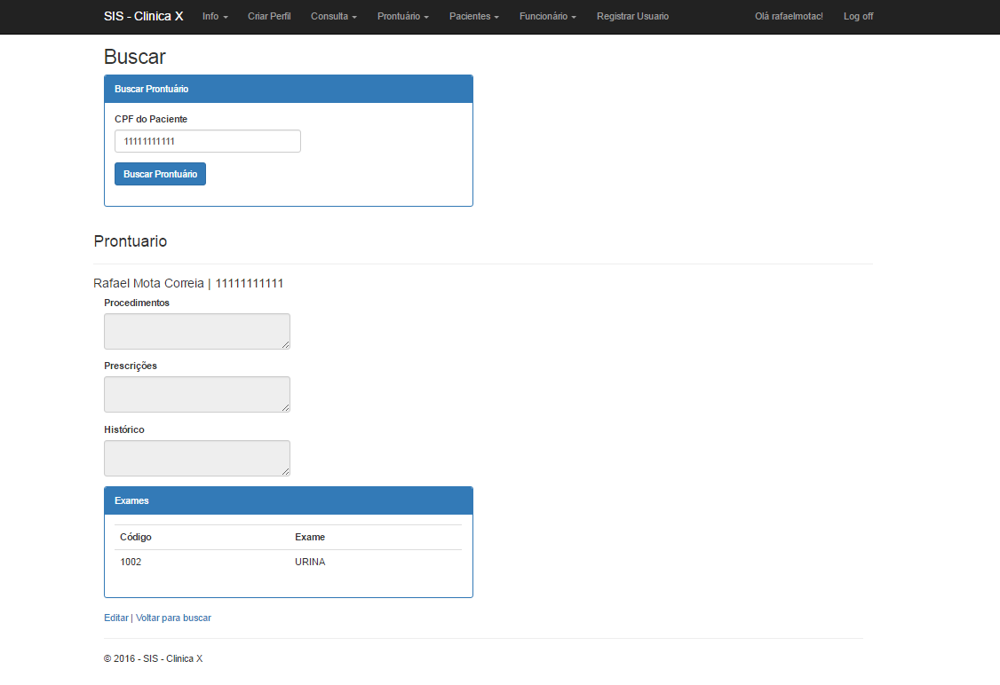 SIS - Clinica X Info Criar Perfil Consulta Prontuário Pacientes Funcionário Registrar Usuario Olá rafaelmotac! Log off
Buscar
Buscar Prontuário
CPF do Paciente
11111111111
Buscar Prontuário
Prontuario
Rafael Mota Correia | 11111111111
Procedimentos
Prescrições
Histórico
Exames
Código Exame
1002 URINA
Editar | Voltar para buscar
© 2016 - SIS - Clinica X